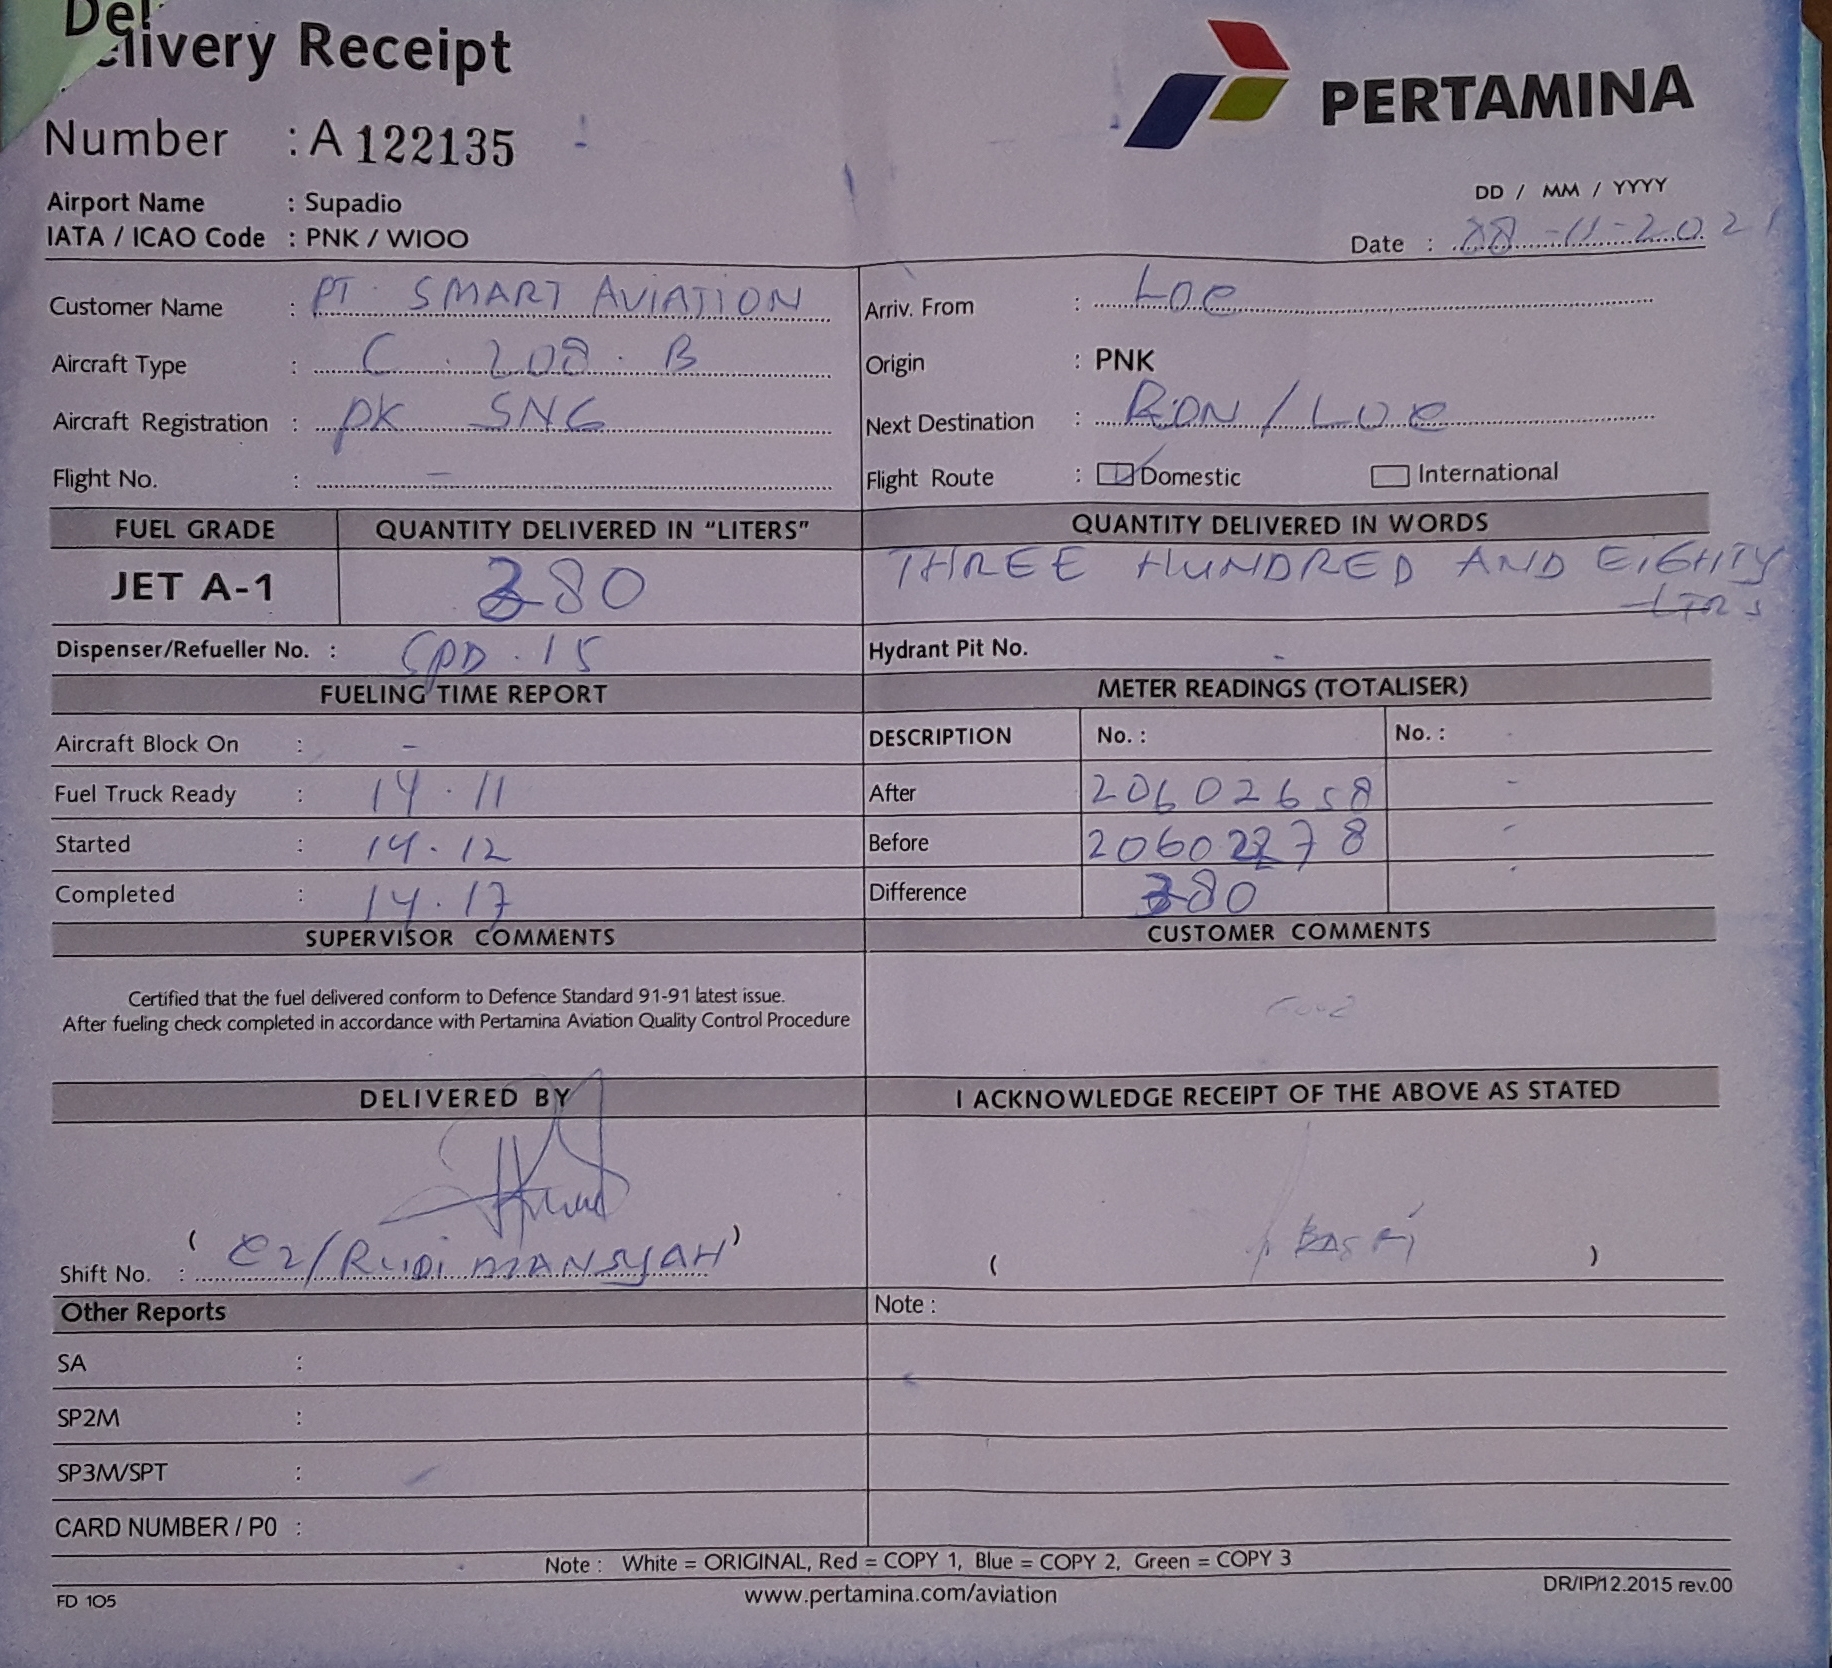 Del
Delivery Receipt
PERTAMINA
Number : A 122135
Airport Name : Supadio
IATA / ICAO Code : PNK / WIOO
DD / MM / YYYY
Date : -11-2021
Customer Name : PT. SMART AVIATION
Arriv. From : LOE
Aircraft Type : C. 208. B
Origin : PNK
Aircraft Registration : PK SNG
Next Destination : RON / LOE
Flight No. : -
Flight Route : Domestic International
FUEL GRADE QUANTITY DELIVERED IN "LITERS" QUANTITY DELIVERED IN WORDS
JET A-1 380 THREE HUNDRED AND EIGHTY
LTRS
Dispenser/Refueller No. : . 15 Hydrant Pit No. -
FUELING TIME REPORT METER READINGS (TOTALISER)
Aircraft Block On : - DESCRIPTION No. : No. : -
Fuel Truck Ready : 14.11 After 20602658 -
Started : 14.12 Before 20602278 -
Completed : 14.17 Difference 380
SUPERVISOR COMMENTS CUSTOMER COMMENTS
Certified that the fuel delivered conform to Defence Standard 91-91 latest issue.
After fueling check completed in accordance with Pertamina Aviation Quality Control Procedure
DELIVERED BY I ACKNOWLEDGE RECEIPT OF THE ABOVE AS STATED
Shift No. : ( / RUDI MANSYAH ) ( )
Other Reports Note :
SA :
SP2M :
SP3M/SPT :
CARD NUMBER / P0 :
Note : White = ORIGINAL, Red = COPY 1, Blue = COPY 2, Green = COPY 3
FD 105 www.pertamina.com/aviation DR/IP/12.2015 rev.00